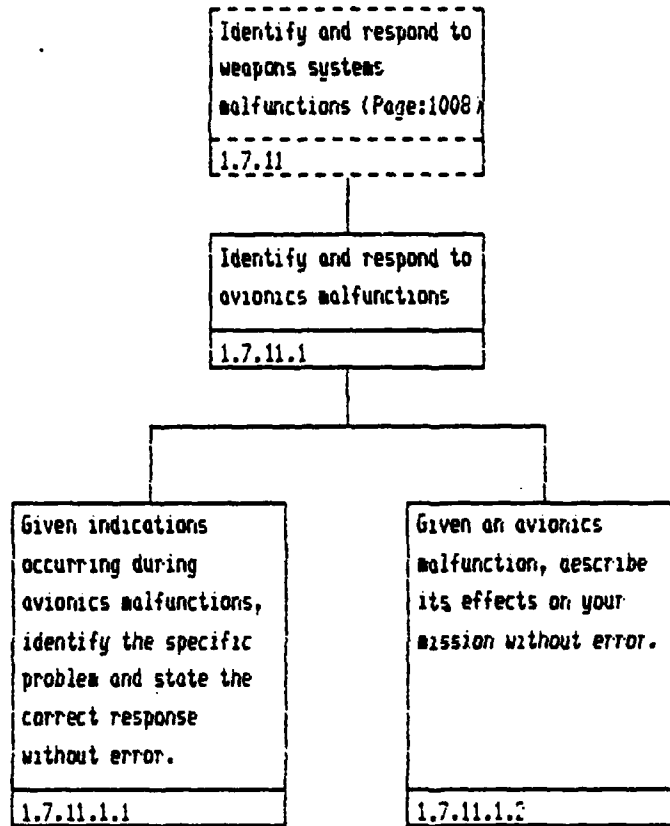 Identify and respond to
weapons systems
malfunctions (Page:1008)
1.7.11
Identify and respond to
avionics malfunctions
1.7.11.1
Given indications
occurring during
avionics malfunctions,
identify the specific
problem and state the
correct response
without error.
1.7.11.1.1
Given an avionics
malfunction, describe
its effects on your
mission without error.
1.7.11.1.2